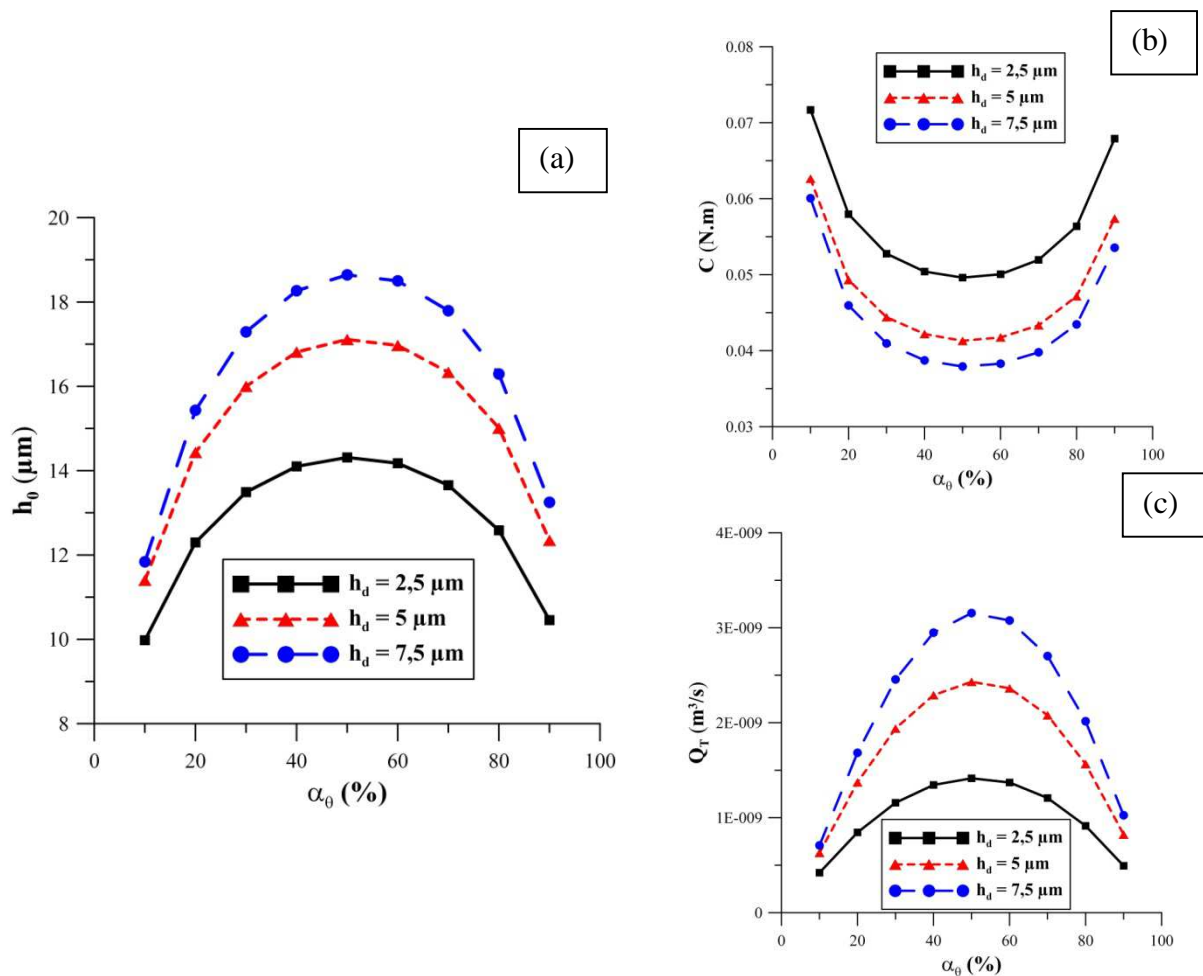 (a)
20
18
16
14
12
10
8
h₀ (µm)
h_d = 2,5 µm
h_d = 5 µm
h_d = 7,5 µm
0 20 40 60 80 100
α_θ (%)
(b)
0.08
0.07
0.06
0.05
0.04
0.03
C (N.m)
h_d = 2,5 µm
h_d = 5 µm
h_d = 7,5 µm
0 20 40 60 80 100
α_θ (%)
(c)
4E-009
3E-009
2E-009
1E-009
0
Q_T (m³/s)
h_d = 2,5 µm
h_d = 5 µm
h_d = 7,5 µm
0 20 40 60 80 100
α_θ (%)